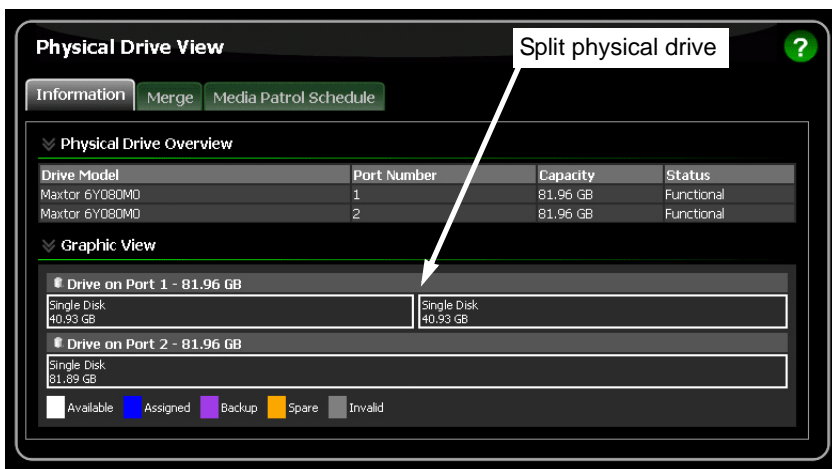 Physical Drive View
Split physical drive
?
Information Merge Media Patrol Schedule
Physical Drive Overview
Drive Model Port Number Capacity Status
Maxtor 6Y080M0 1 81.96 GB Functional
Maxtor 6Y080M0 2 81.96 GB Functional
Graphic View
Drive on Port 1 - 81.96 GB
Single Disk Single Disk
40.93 GB 40.93 GB
Drive on Port 2 - 81.96 GB
Single Disk
81.89 GB
Available Assigned Backup Spare Invalid